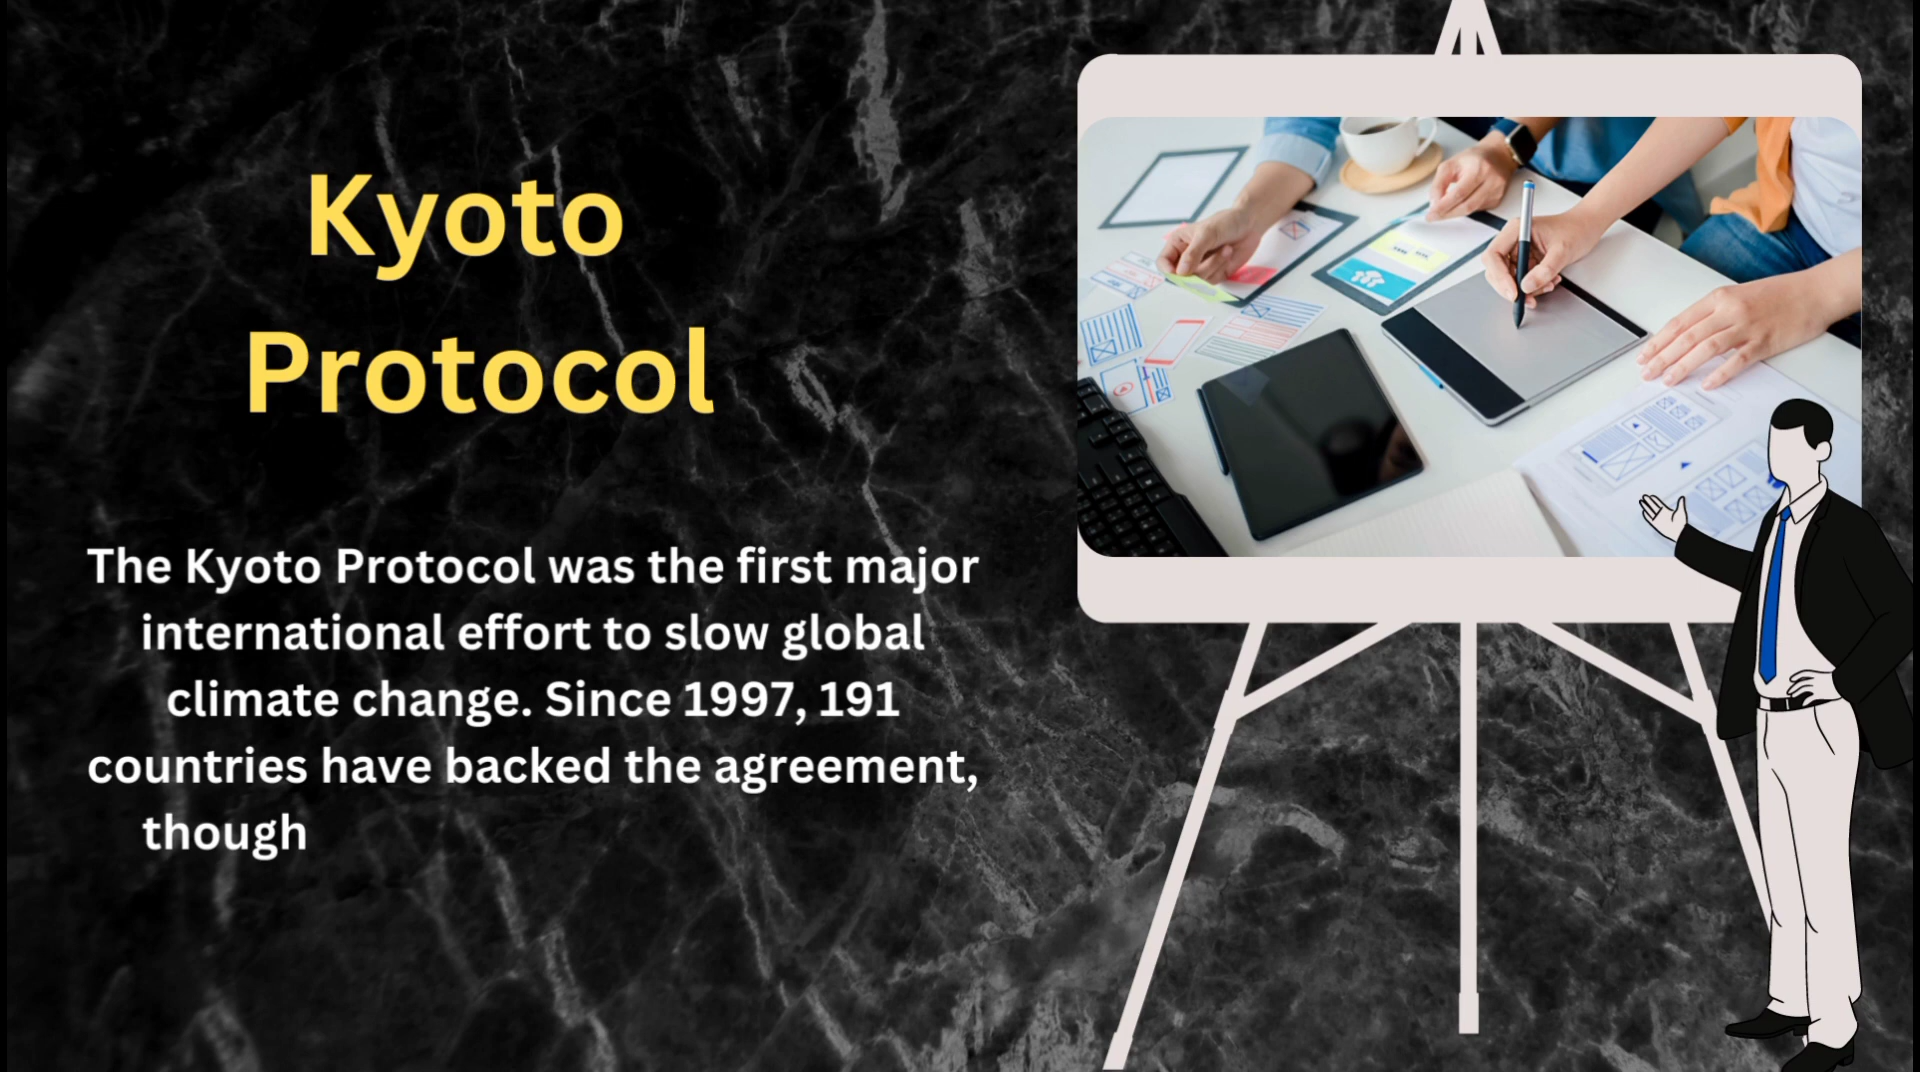 Kyoto
Protocol
The Kyoto Protocol was the first major
international effort to slow global
climate change. Since 1997, 191
countries have backed the agreement,
though